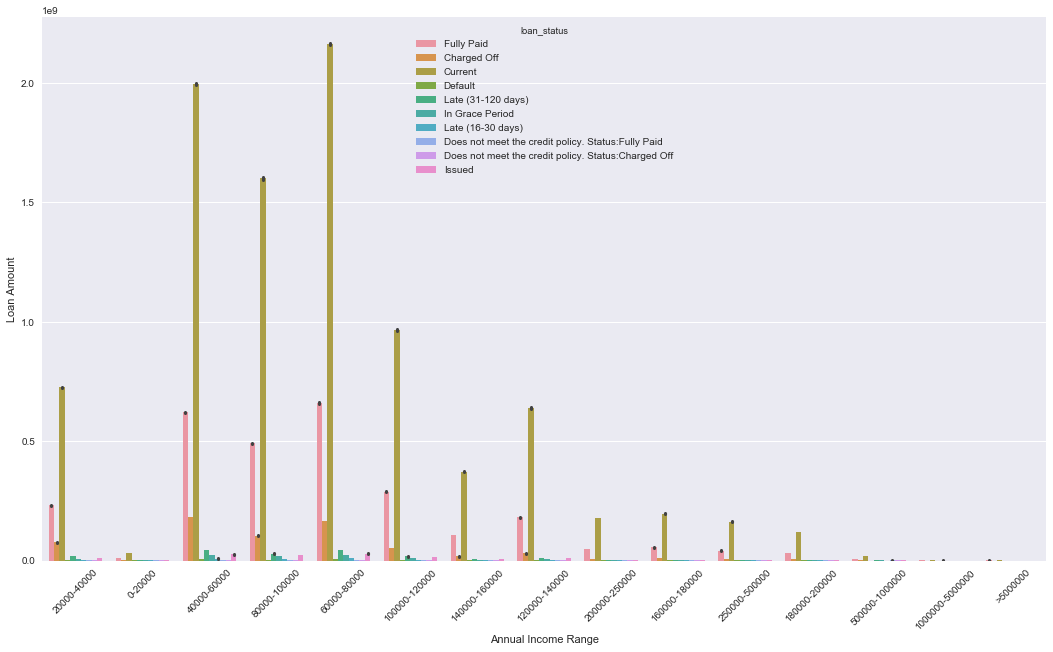 1e9
loan_status
Fully Paid
Charged Off
Current
Default
Late (31-120 days)
In Grace Period
Late (16-30 days)
Does not meet the credit policy. Status:Fully Paid
Does not meet the credit policy. Status:Charged Off
Issued
2.0
1.5
1.0
0.5
0.0
Loan Amount
20000-40000
0-20000
40000-60000
80000-100000
60000-80000
100000-120000
140000-160000
120000-140000
200000-250000
160000-1800000
250000-500000
180000-200000
500000-1000000
1000000-5000000
>5000000
Annual Income Range